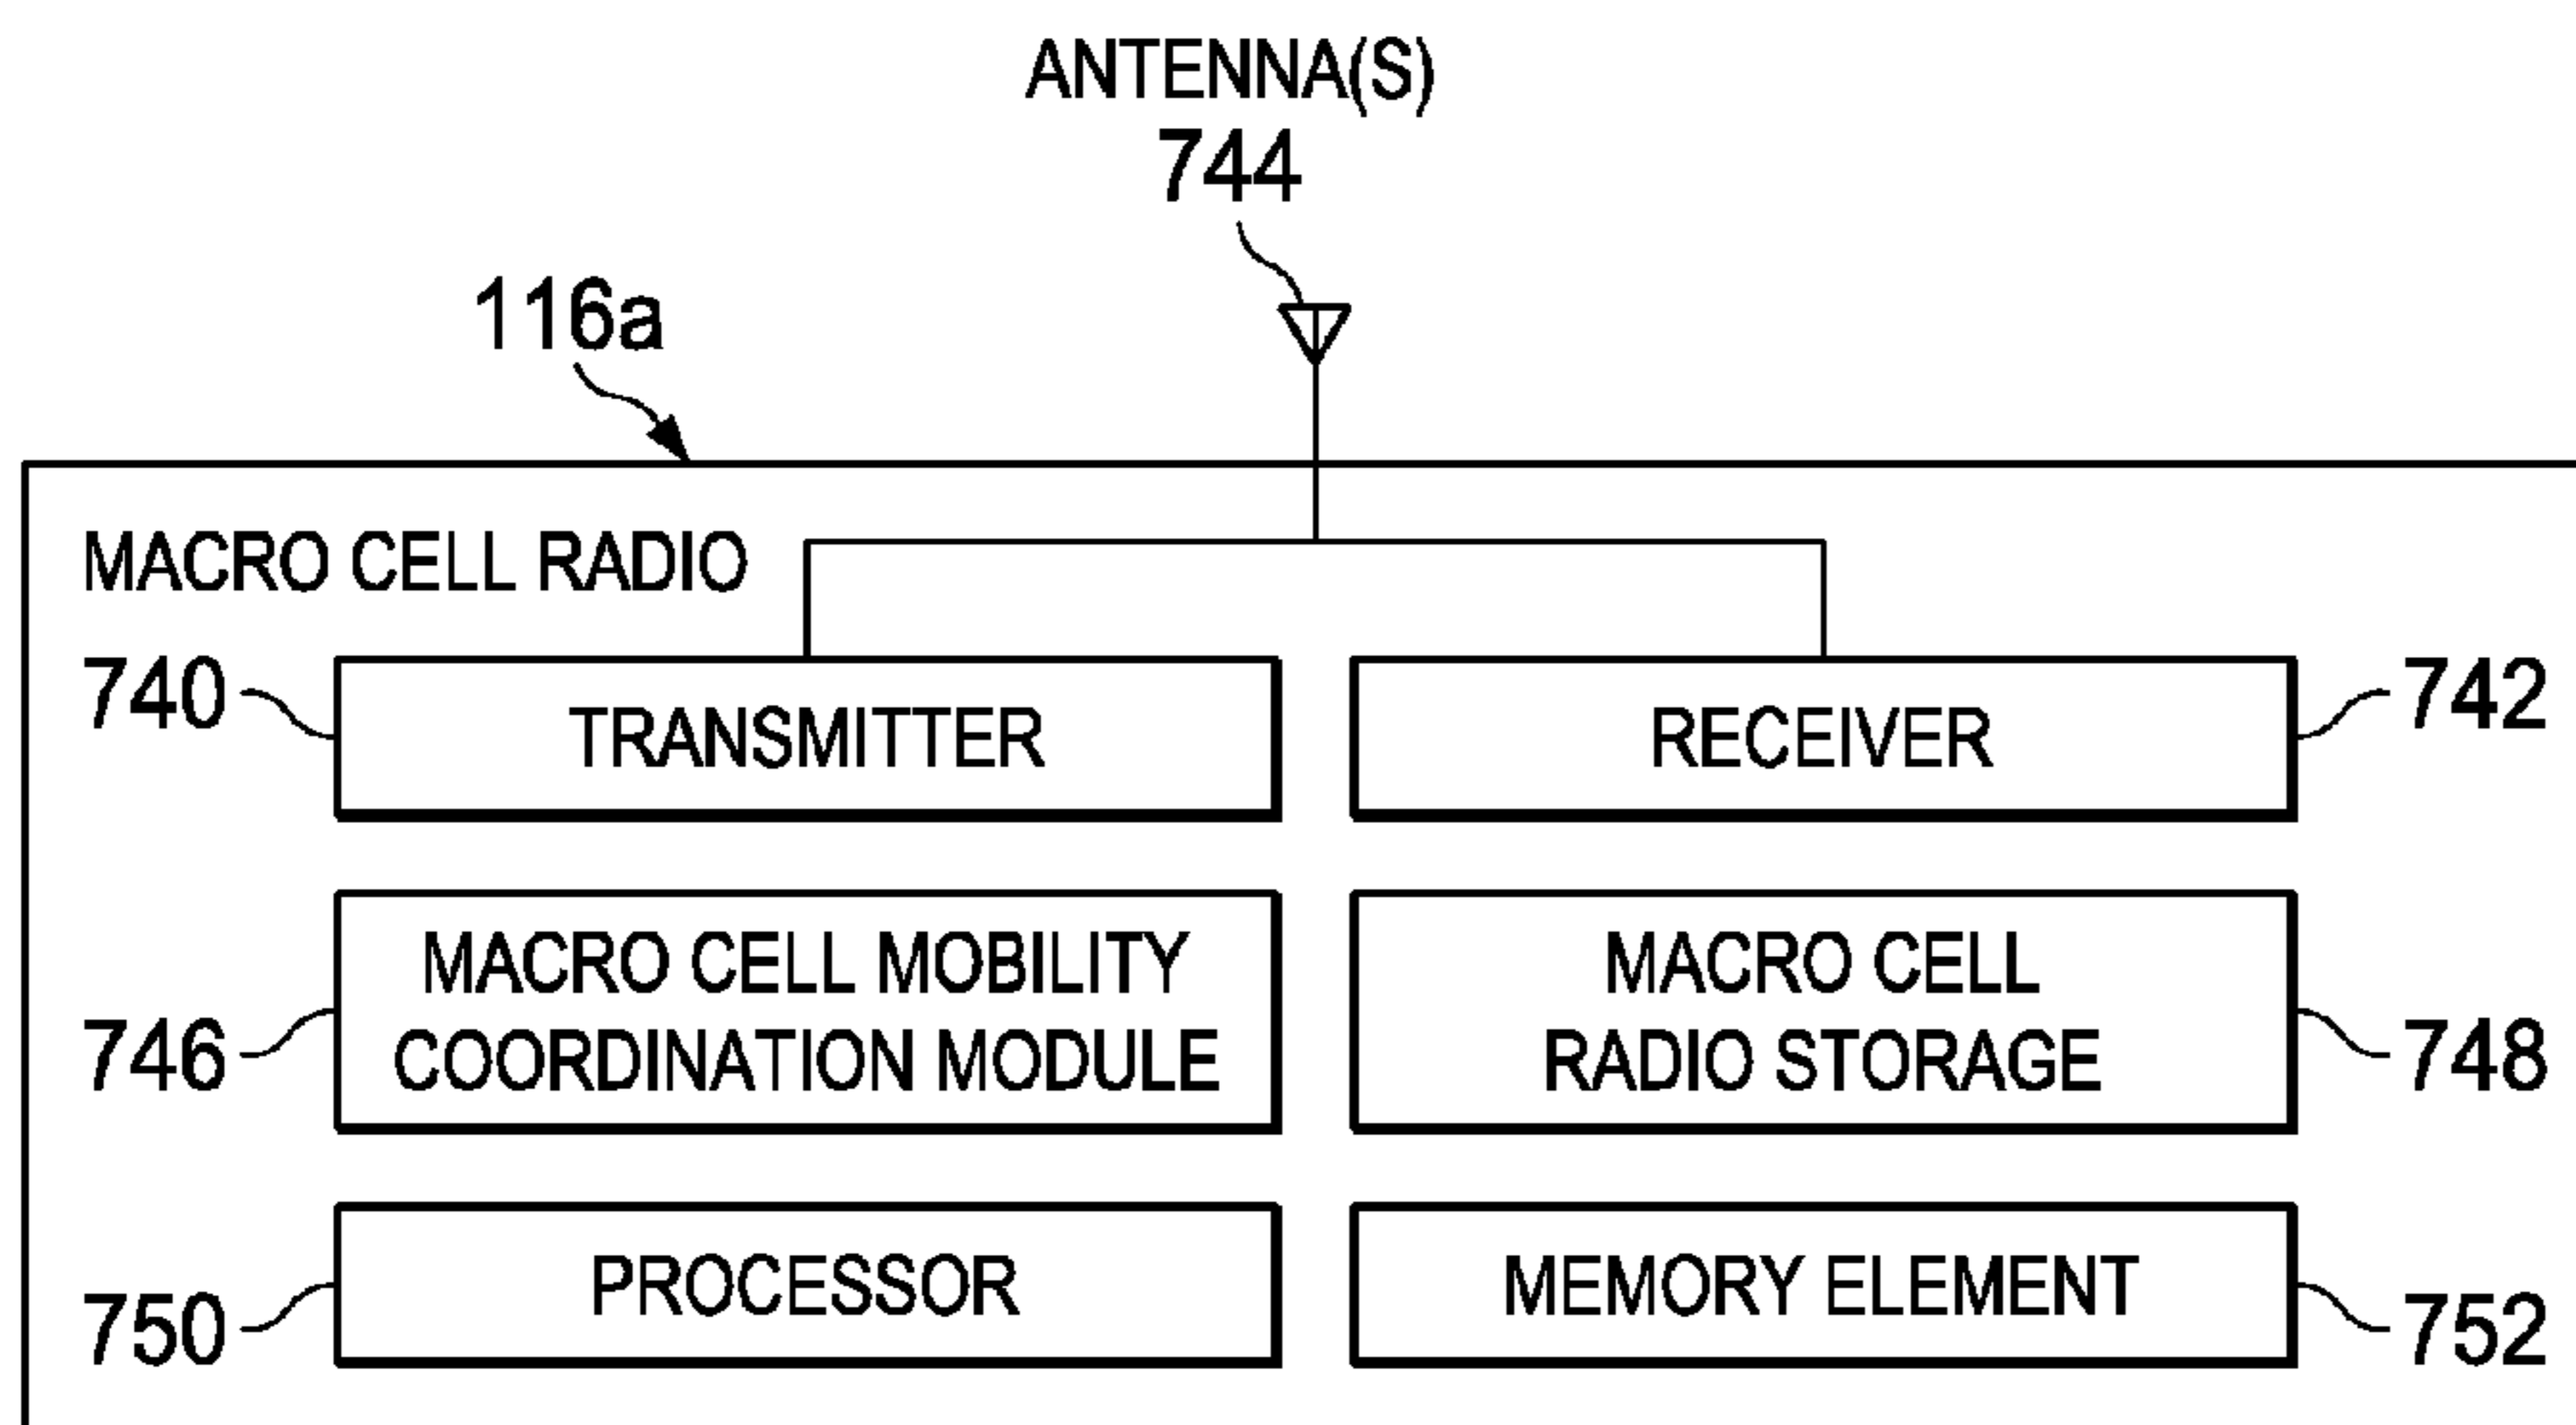 ANTENNA(S)
744
116a
MACRO CELL RADIO
740
TRANSMITTER
RECEIVER
742
746
MACRO CELL MOBILITY
COORDINATION MODULE
MACRO CELL
RADIO STORAGE
748
750
PROCESSOR
MEMORY ELEMENT
752